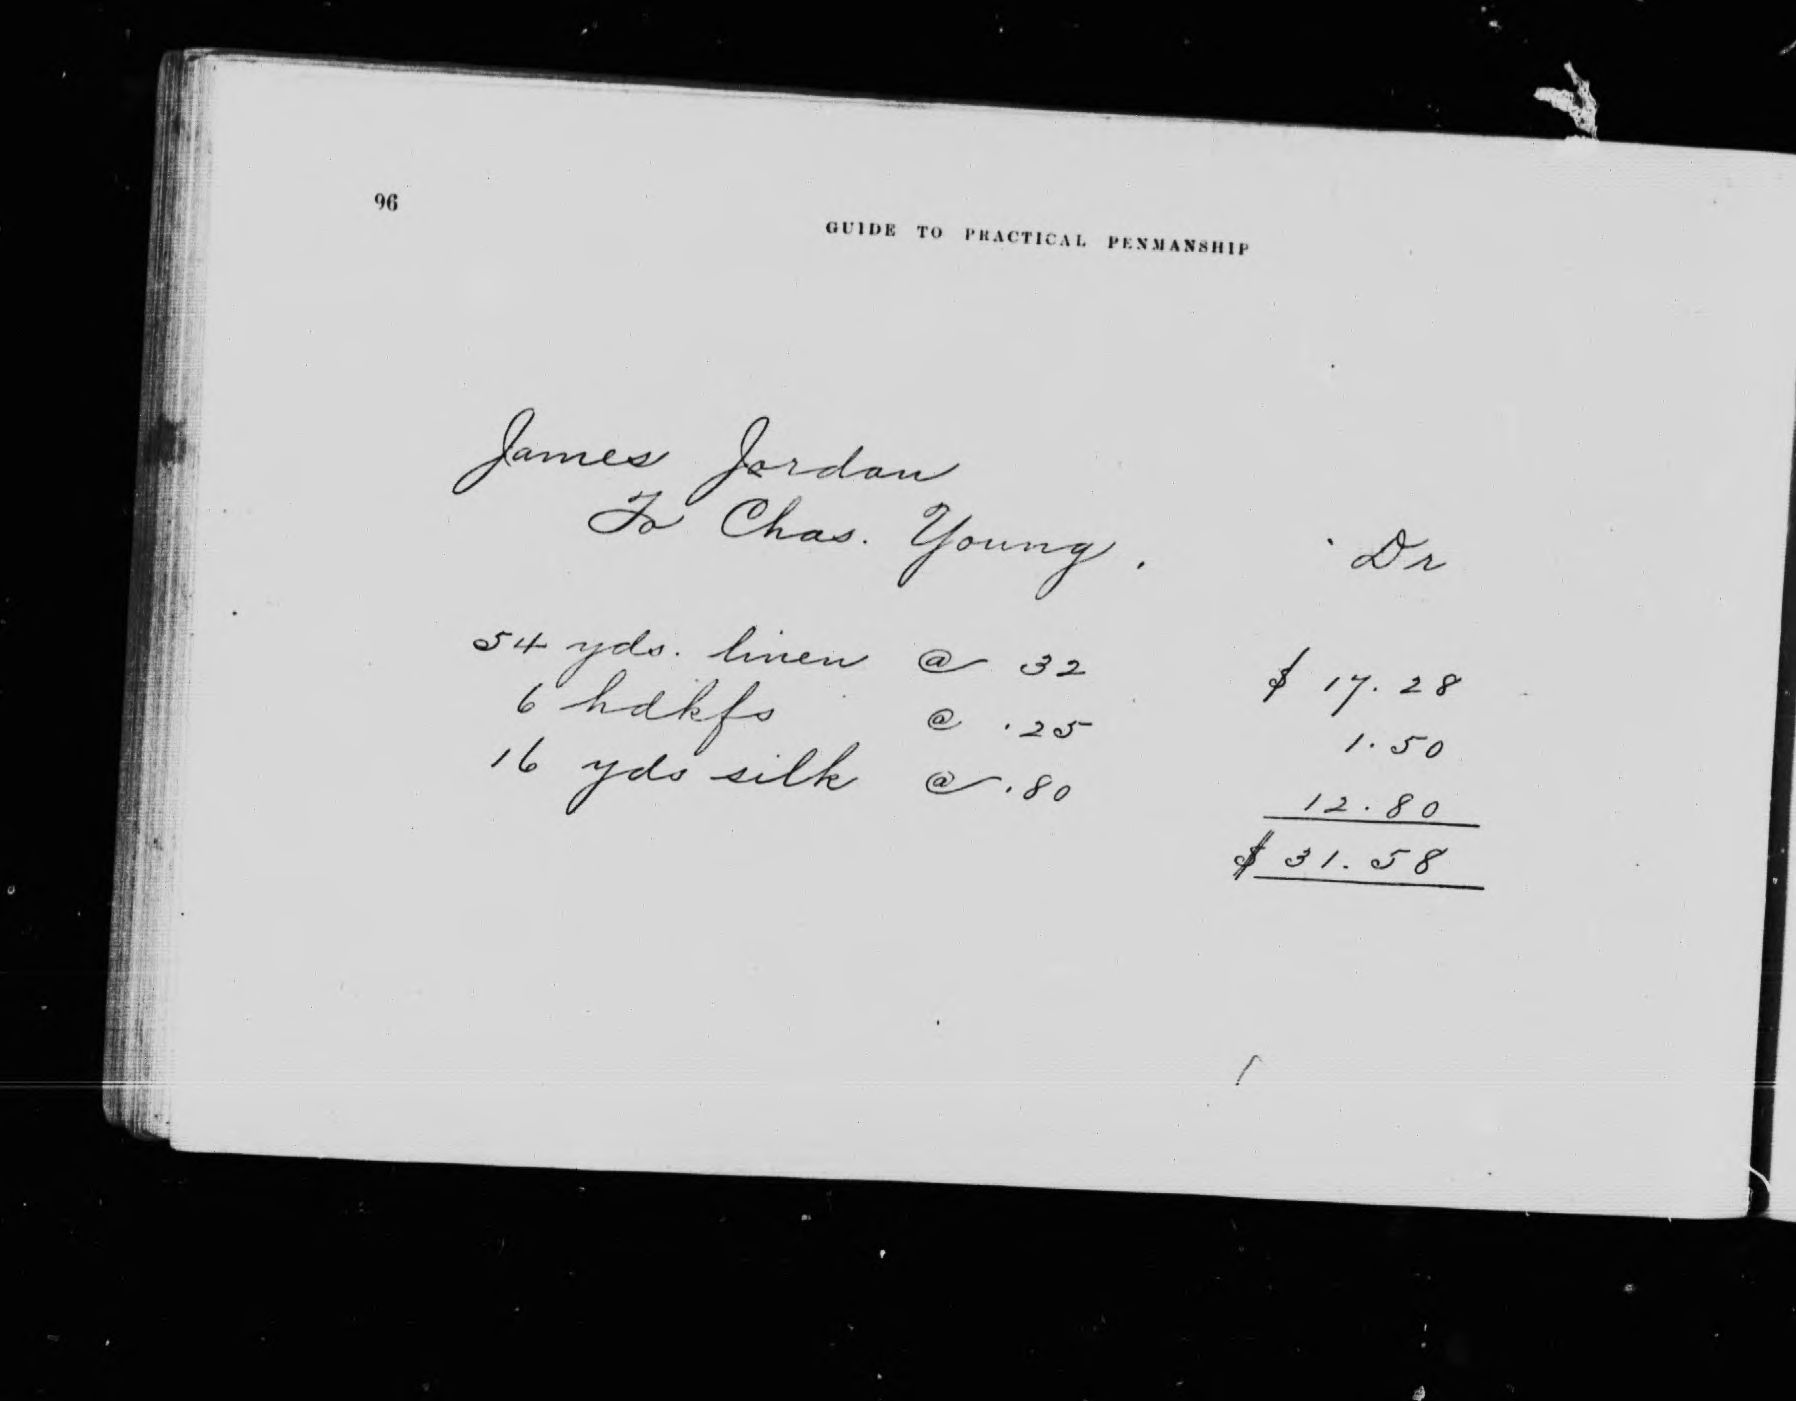 96
GUIDE TO PRACTICAL PENMANSHIP
James Jordan
To Chas. Young. Dr
54 yds. linen @ 32 $ 17.28
6 hdkfs @ .25 1.50
16 yds silk @ .80 12.80
$ 31.58